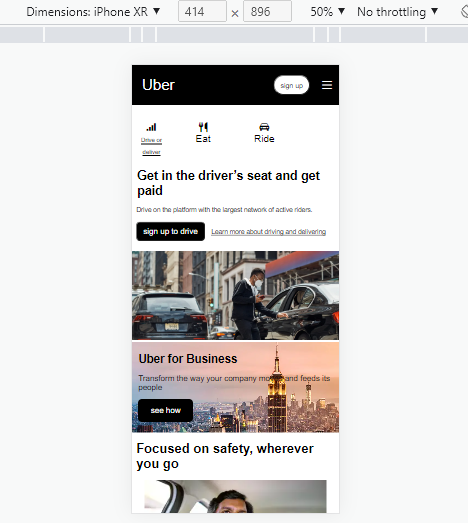 Dimensions: iPhone XR ▼ 414 × 896 50% ▼ No throttling ▼
Uber sign up
Drive or
deliver
Eat
Ride
Get in the driver's seat and get
paid
Drive on the platform with the largest network of active riders.
sign up to drive Learn more about driving and delivering
Uber for Business
Transform the way your company moves and feeds its
people
see how
Focused on safety, wherever
you go